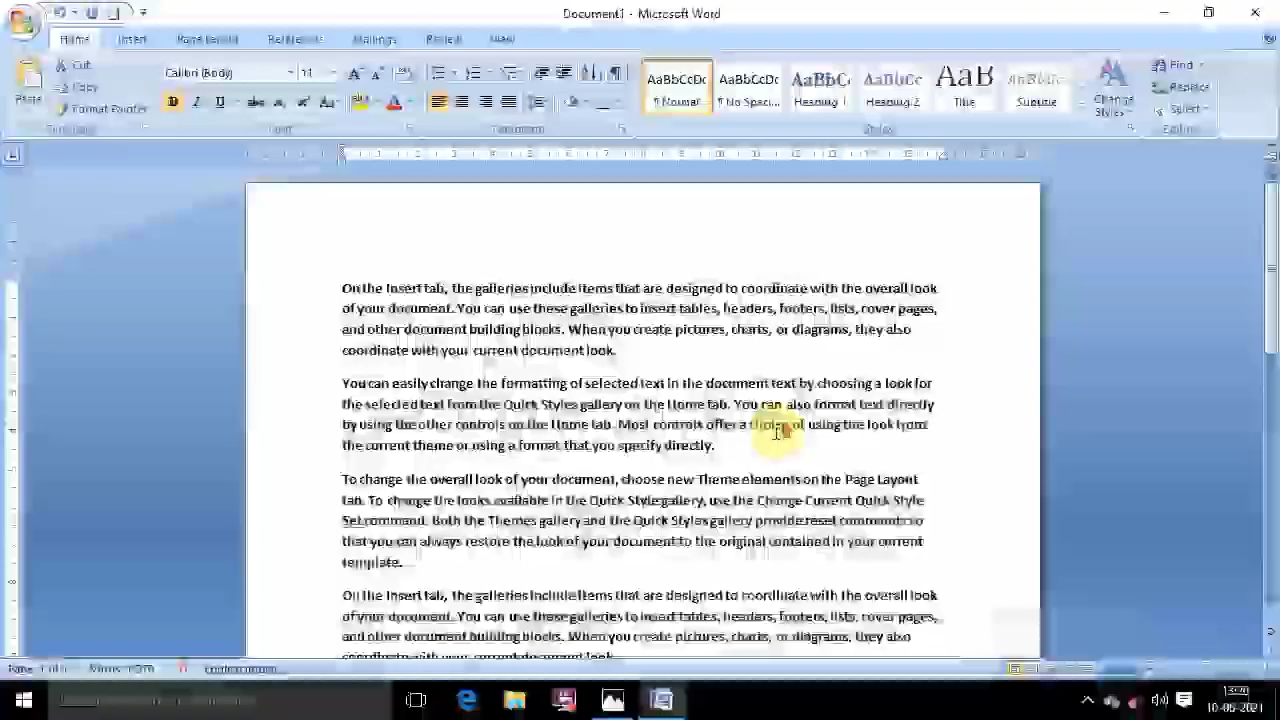 Document1 - Microsoft Word
Home Insert Page Layout References Mailings Review View
Cut
Copy
Format Painter
Paste
Calibri (Body) 11
AaBbCcDc AaBbCcDc AaBbC AaBbCc AaB AaBbCc
¶ Normal ¶ No Spaci... Heading 1 Heading 2 Title Subtitle
Change
Styles
Styles
Find
Replace
Select
Editing
On the Insert tab, the galleries include items that are designed to coordinate with the overall look
of your document. You can use these galleries to insert tables, headers, footers, lists, cover pages,
and other document building blocks. When you create pictures, charts, or diagrams, they also
coordinate with your current document look.
You can easily change the formatting of selected text in the document text by choosing a look for
the selected text from the Quick Styles gallery on the Home tab. You can also format text directly
by using the other controls on the Home tab. Most controls offer a choice of using the look from
the current theme or using a format that you specify directly.
To change the overall look of your document, choose new Theme elements on the Page Layout
tab. To change the looks available in the Quick Style gallery, use the Change Current Quick Style
Set command. Both the Themes gallery and the Quick Styles gallery provide reset commands so
that you can always restore the look of your document to the original contained in your current
template.
On the Insert tab, the galleries include items that are designed to coordinate with the overall look
of your document. You can use these galleries to insert tables, headers, footers, lists, cover pages,
and other document building blocks. When you create pictures, charts, or diagrams, they also
coordinate with your current document look.
10-06-2021